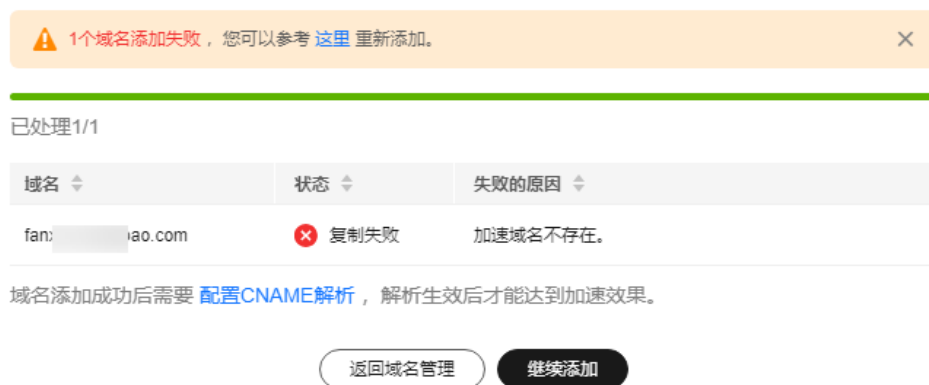 1个域名添加失败，您可以参考 这里 重新添加。
已处理1/1
域名 状态 失败的原因
fan ao.com 复制失败 加速域名不存在。
域名添加成功后需要 配置CNAME解析，解析生效后才能达到加速效果。
返回域名管理 继续添加